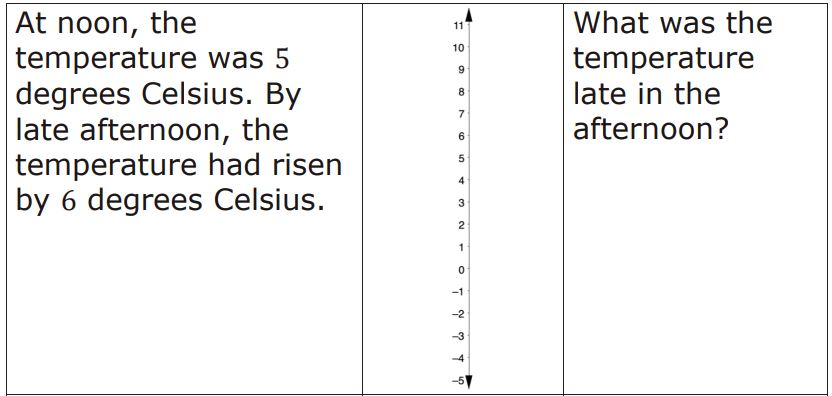 At noon, the
temperature was 5
degrees Celsius. By
late afternoon, the
temperature had risen
by 6 degrees Celsius.
11
10
9
8
7
6
5
4
3
2
1
0
–1
–2
–3
–4
–5
What was the
temperature
late in the
afternoon?